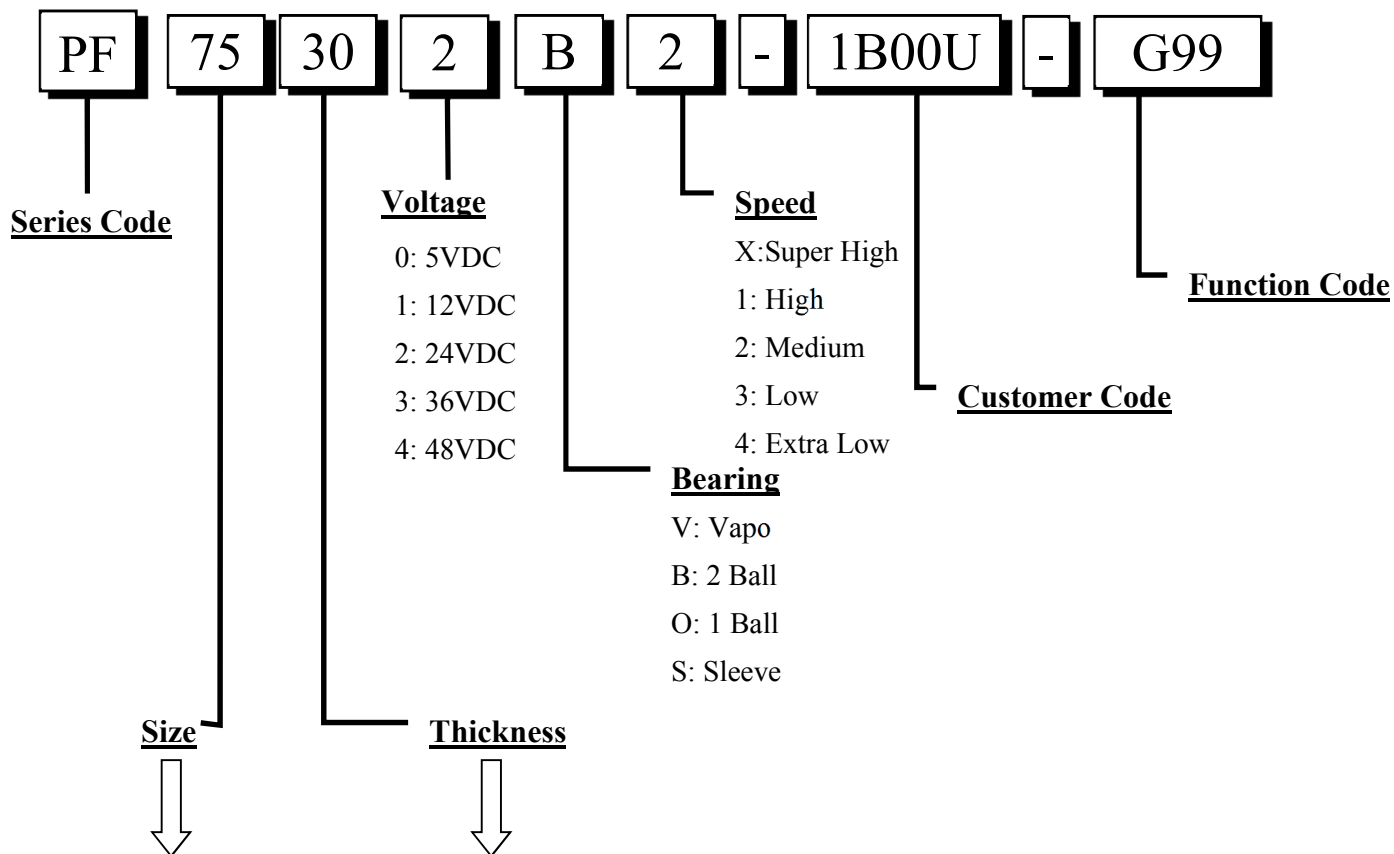 PF 75 30 2 B 2 - 1B00U - G99
Series Code
Voltage
0: 5VDC
1: 12VDC
2: 24VDC
3: 36VDC
4: 48VDC
Speed
X:Super High
1: High
2: Medium
3: Low
4: Extra Low
Function Code
Customer Code
Bearing
V: Vapo
B: 2 Ball
O: 1 Ball
S: Sleeve
Size
Thickness